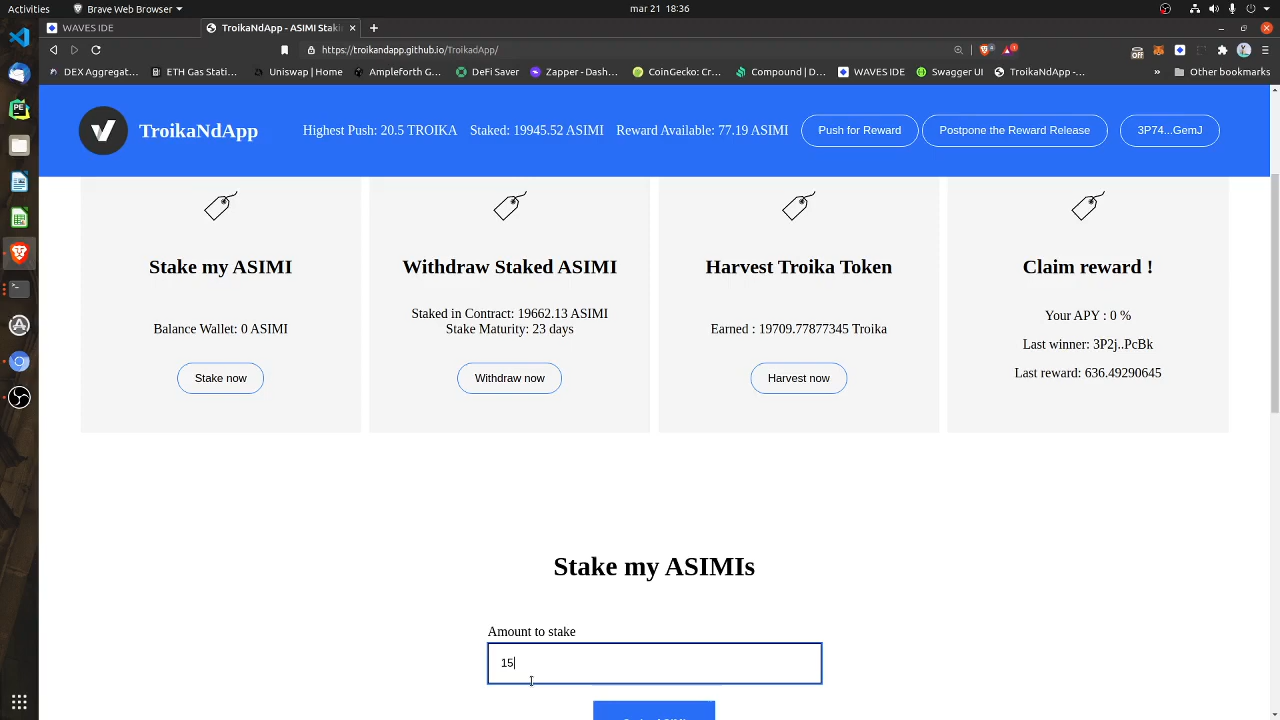 Activities
Brave Web Browser
mar 21 18:36
WAVES IDE
TroikaNdApp - ASIMI Staki
https://troikandapp.github.io/TroikadApp/
DEX Aggregat...
ETH Gas Stati...
Uniswap | Home
Ampleforth G...
DeFi Saver
Zapper - Dash...
CoinGecko: Cr...
Compound | D...
WAVES IDE
Swagger UI
TroikaNdApp -...
»
Other bookmarks
TroikaNdApp
Highest Push: 20.5 TROIKA
Staked: 19945.52 ASIMI
Reward Available: 77.19 ASIMI
Push for Reward
Postpone the Reward Release
3P74...GemJ
Stake my ASIMI
Balance Wallet: 0 ASIMI
Stake now
Withdraw Staked ASIMI
Staked in Contract: 19662.13 ASIMI
Stake Maturity: 23 days
Withdraw now
Harvest Troika Token
Earned : 19709.77877345 Troika
Harvest now
Claim reward !
Your APY : 0 %
Last winner: 3P2j..PcBk
Last reward: 636.49290645
Stake my ASIMIs
Amount to stake
15